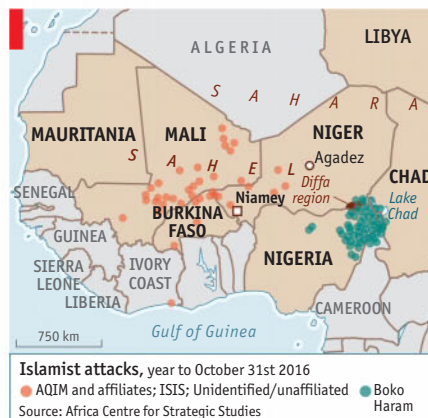 ALGERIA
LIBYA
S A H A R A
MAURITANIA
MALI
NIGER
S A H E L
Agadez
CHAD
Diffa
region
Lake
Chad
SENEGAL
Niamey
BURKINA
FASO
GUINEA
NIGERIA
SIERRA
LEONE
IVORY
COAST
LIBERIA
CAMEROON
Gulf of Guinea
750 km
Islamist attacks, year to October 31st 2016
AQIM and affiliates; ISIS; Unidentified/unaffiliated
Boko
Haram
Source: Africa Centre for Strategic Studies